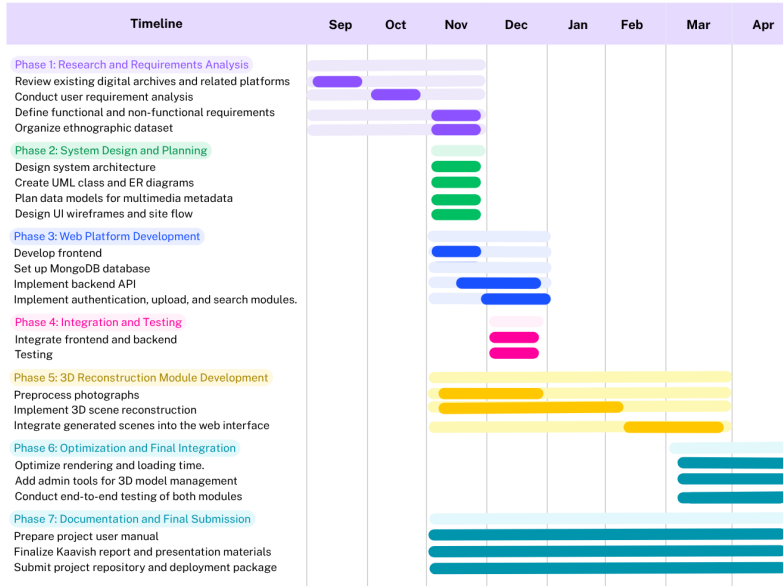 Timeline Sep Oct Nov Dec Jan Feb Mar Apr
Phase 1: Research and Requirements Analysis
Review existing digital archives and related platforms
Conduct user requirement analysis
Define functional and non-functional requirements
Organize ethnographic dataset
Phase 2: System Design and Planning
Design system architecture
Create UML class and ER diagrams
Plan data models for multimedia metadata
Design UI wireframes and site flow
Phase 3: Web Platform Development
Develop frontend
Set up MongoDB database
Implement backend API
Implement authentication, upload, and search modules.
Phase 4: Integration and Testing
Integrate frontend and backend
Testing
Phase 5: 3D Reconstruction Module Development
Preprocess photographs
Implement 3D scene reconstruction
Integrate generated scenes into the web interface
Phase 6: Optimization and Final Integration
Optimize rendering and loading time.
Add admin tools for 3D model management
Conduct end-to-end testing of both modules
Phase 7: Documentation and Final Submission
Prepare project user manual
Finalize Kaavish report and presentation materials
Submit project repository and deployment package